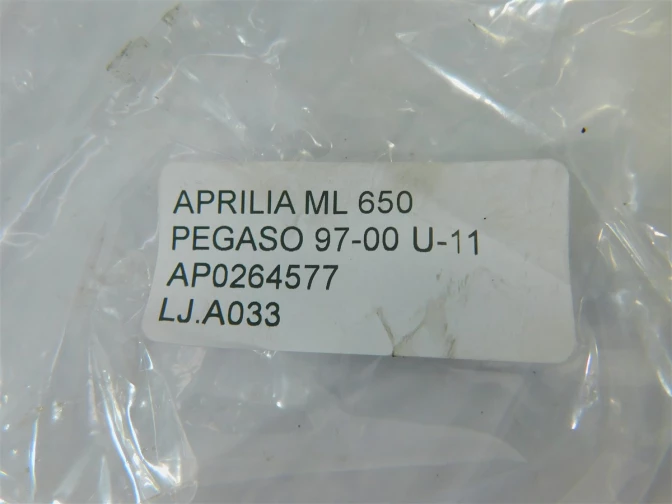 APRILIA ML 650
PEGASO 97-00 U-11
AP0264577
LJ.A033